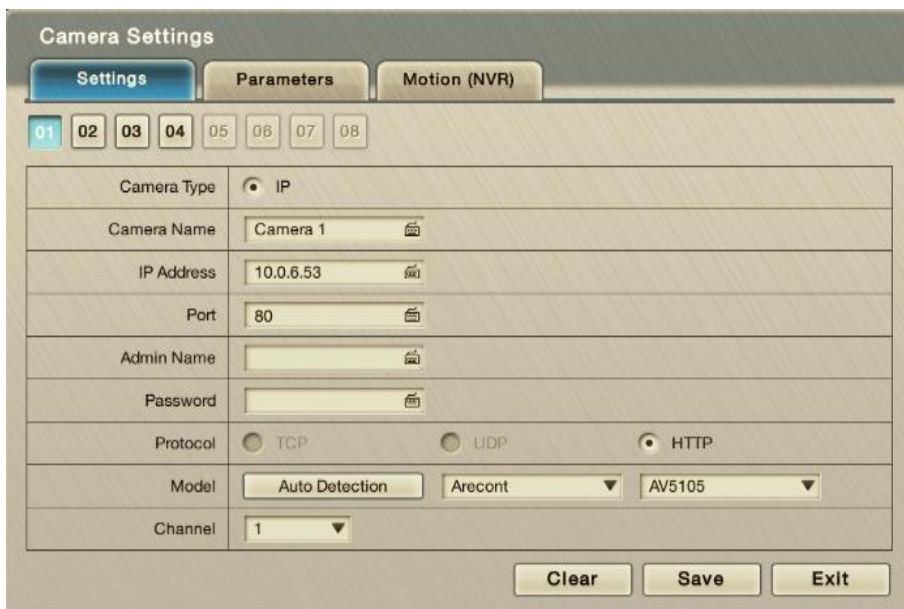 Camera Settings
Settings Parameters Motion (NVR)
01 02 03 04 05 06 07 08
Camera Type IP
Camera Name Camera 1
IP Address 10.0.6.53
Port 80
Admin Name
Password
Protocol TCP UDP HTTP
Model Auto Detection Arecont AV5105
Channel 1
Clear Save Exit